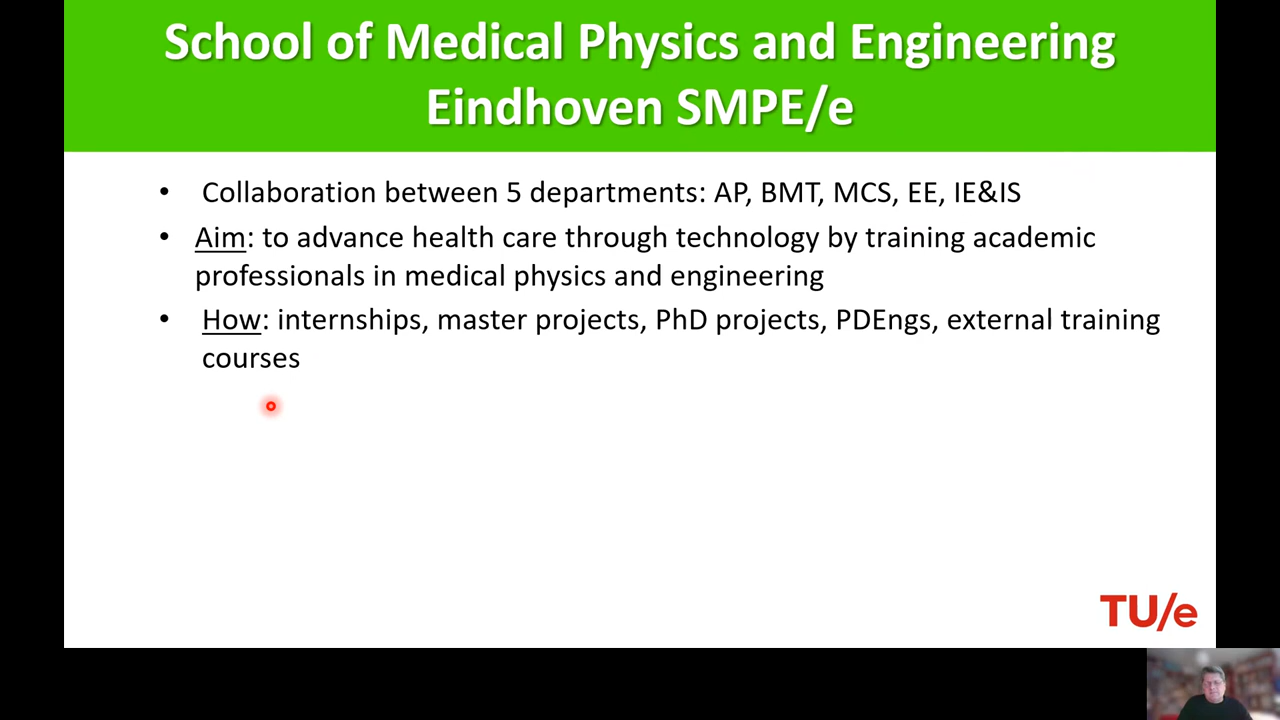 School of Medical Physics and Engineering
Eindhoven SMPE/e
• Collaboration between 5 departments: AP, BMT, MCS, EE, IE&IS
• Aim: to advance health care through technology by training academic
professionals in medical physics and engineering
• How: internships, master projects, PhD projects, PDEngs, external training
courses
TU/e